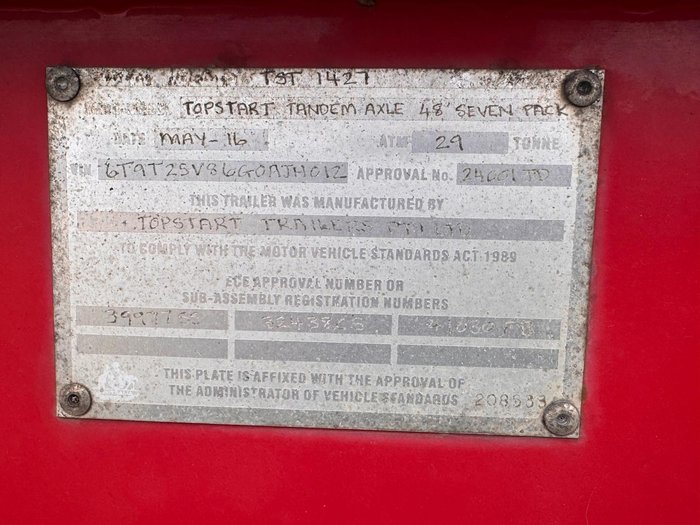 TST 1427
TOPSTART TANDEM AXLE 48' SEVEN PACK
DATE MAY-16 ATM 29 TONNE
VIN 6T9T25V86G0AJH012 APPROVAL No. 24601TD
THIS TRAILER WAS MANUFACTURED BY
TOPSTART TRAILERS PTY LTD
TO COMPLY WITH THE MOTOR VEHICLE STANDARDS ACT 1989
ECE APPROVAL NUMBER OR
SUB-ASSEMBLY REGISTRATION NUMBERS
THIS PLATE IS AFFIXED WITH THE APPROVAL OF
THE ADMINISTRATOR OF VEHICLE STANDARDS 208533